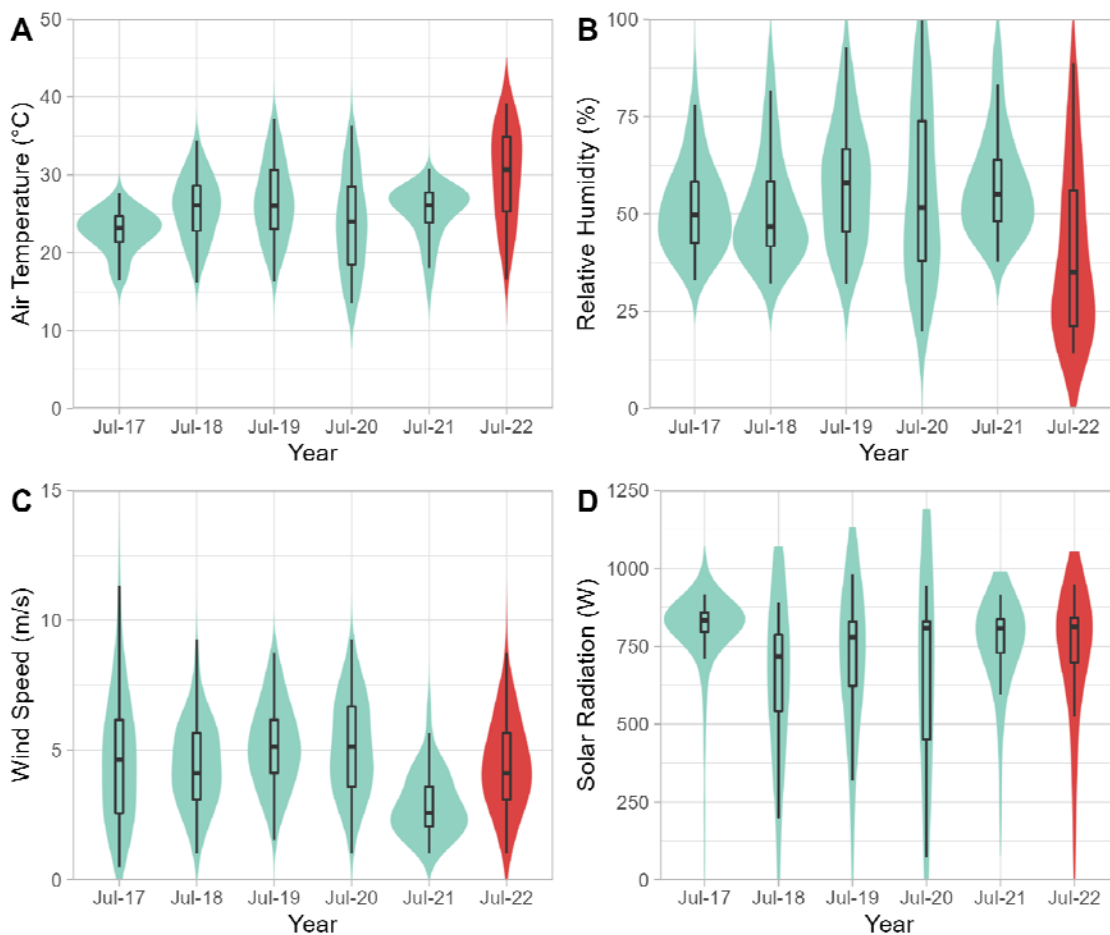 A
Air Temperature (°C)
50
40
30
20
10
0
Jul-17 Jul-18 Jul-19 Jul-20 Jul-21 Jul-22
Year
B
Relative Humidity (%)
100
75
50
25
0
Jul-17 Jul-18 Jul-19 Jul-20 Jul-21 Jul-22
Year
C
Wind Speed (m/s)
15
10
5
0
Jul-17 Jul-18 Jul-19 Jul-20 Jul-21 Jul-22
Year
D
Solar Radiation (W)
1250
1000
750
500
250
0
Jul-17 Jul-18 Jul-19 Jul-20 Jul-21 Jul-22
Year